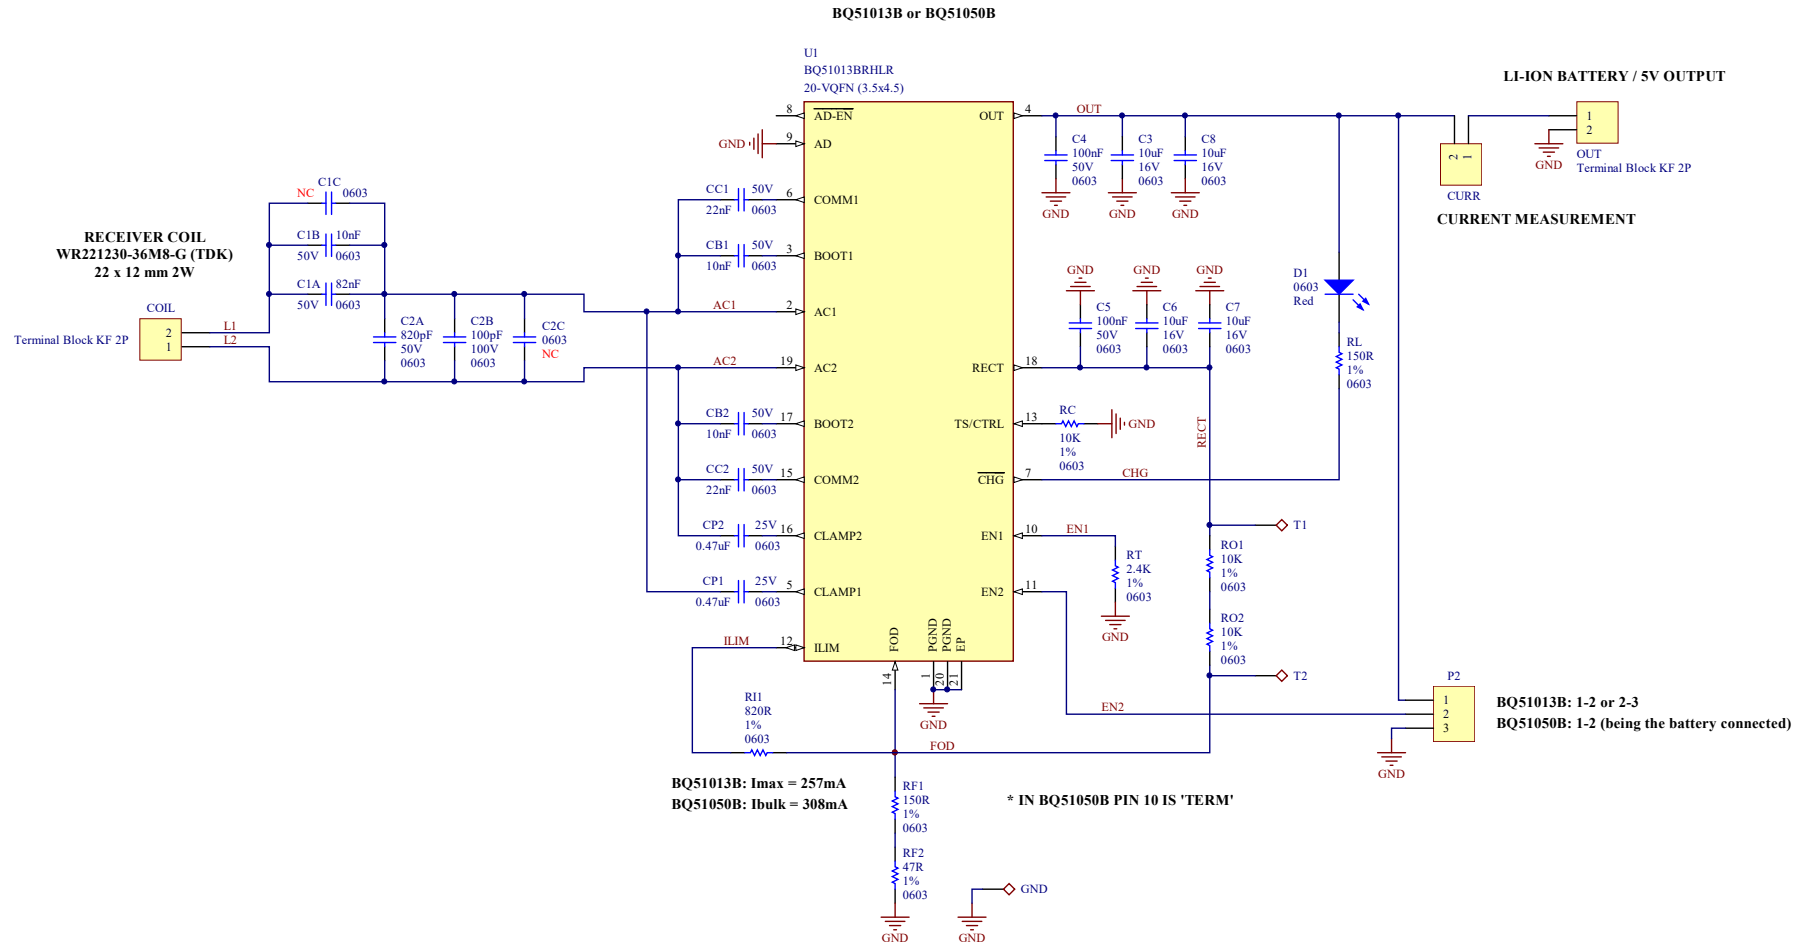 BQ51013B or BQ51050B
U1
BQ51013BRHLR
20-VQFN (3.5x4.5)
8
AD-EN
9
AD
GND
CC1
50V
22nF
0603
6
COMM1
CB1
50V
10nF
0603
3
BOOT1
AC1
2
AC1
AC2
19
AC2
CB2
50V
10nF
0603
17
BOOT2
CC2
50V
22nF
0603
15
COMM2
CP2
25V
0.47uF
0603
16
CLAMP2
CP1
25V
0.47uF
0603
5
CLAMP1
ILIM
12
ILIM
RECEIVER COIL
WR221230-36M8-G (TDK)
22 x 12 mm 2W
COIL
2
1
Terminal Block KF 2P
L1
L2
C1C
NC
0603
C1B
10nF
50V
0603
C1A
82nF
50V
0603
C2A
820pF
50V
0603
C2B
100pF
100V
0603
C2C
0603
NC
OUT
4
OUT
C4
100nF
50V
0603
GND
C3
10uF
16V
0603
GND
C8
10uF
16V
0603
GND
LI-ION BATTERY / 5V OUTPUT
1
2
OUT
Terminal Block KF 2P
GND
2
1
CURR
CURRENT MEASUREMENT
GND
C5
100nF
50V
0603
GND
C6
10uF
16V
0603
GND
C7
10uF
16V
0603
RECT
18
RECT
D1
0603
Red
RL
150R
1%
0603
TS/CTRL
13
RC
10K
1%
0603
GND
CHG
7
CHG
EN1
10
EN1
RT
2.4K
1%
0603
GND
EN2
11
EN2
T1
RO1
10K
1%
0603
RO2
10K
1%
0603
T2
P2
1
2
3
GND
BQ51013B: 1-2 or 2-3
BQ51050B: 1-2 (being the battery connected)
FOD
14
PGND
1
PGND
20
EP
21
GND
RI1
820R
1%
0603
FOD
BQ51013B: Imax = 257mA
BQ51050B: Ibulk = 308mA
RF1
150R
1%
0603
RF2
47R
1%
0603
GND
* IN BQ51050B PIN 10 IS 'TERM'
GND
GND